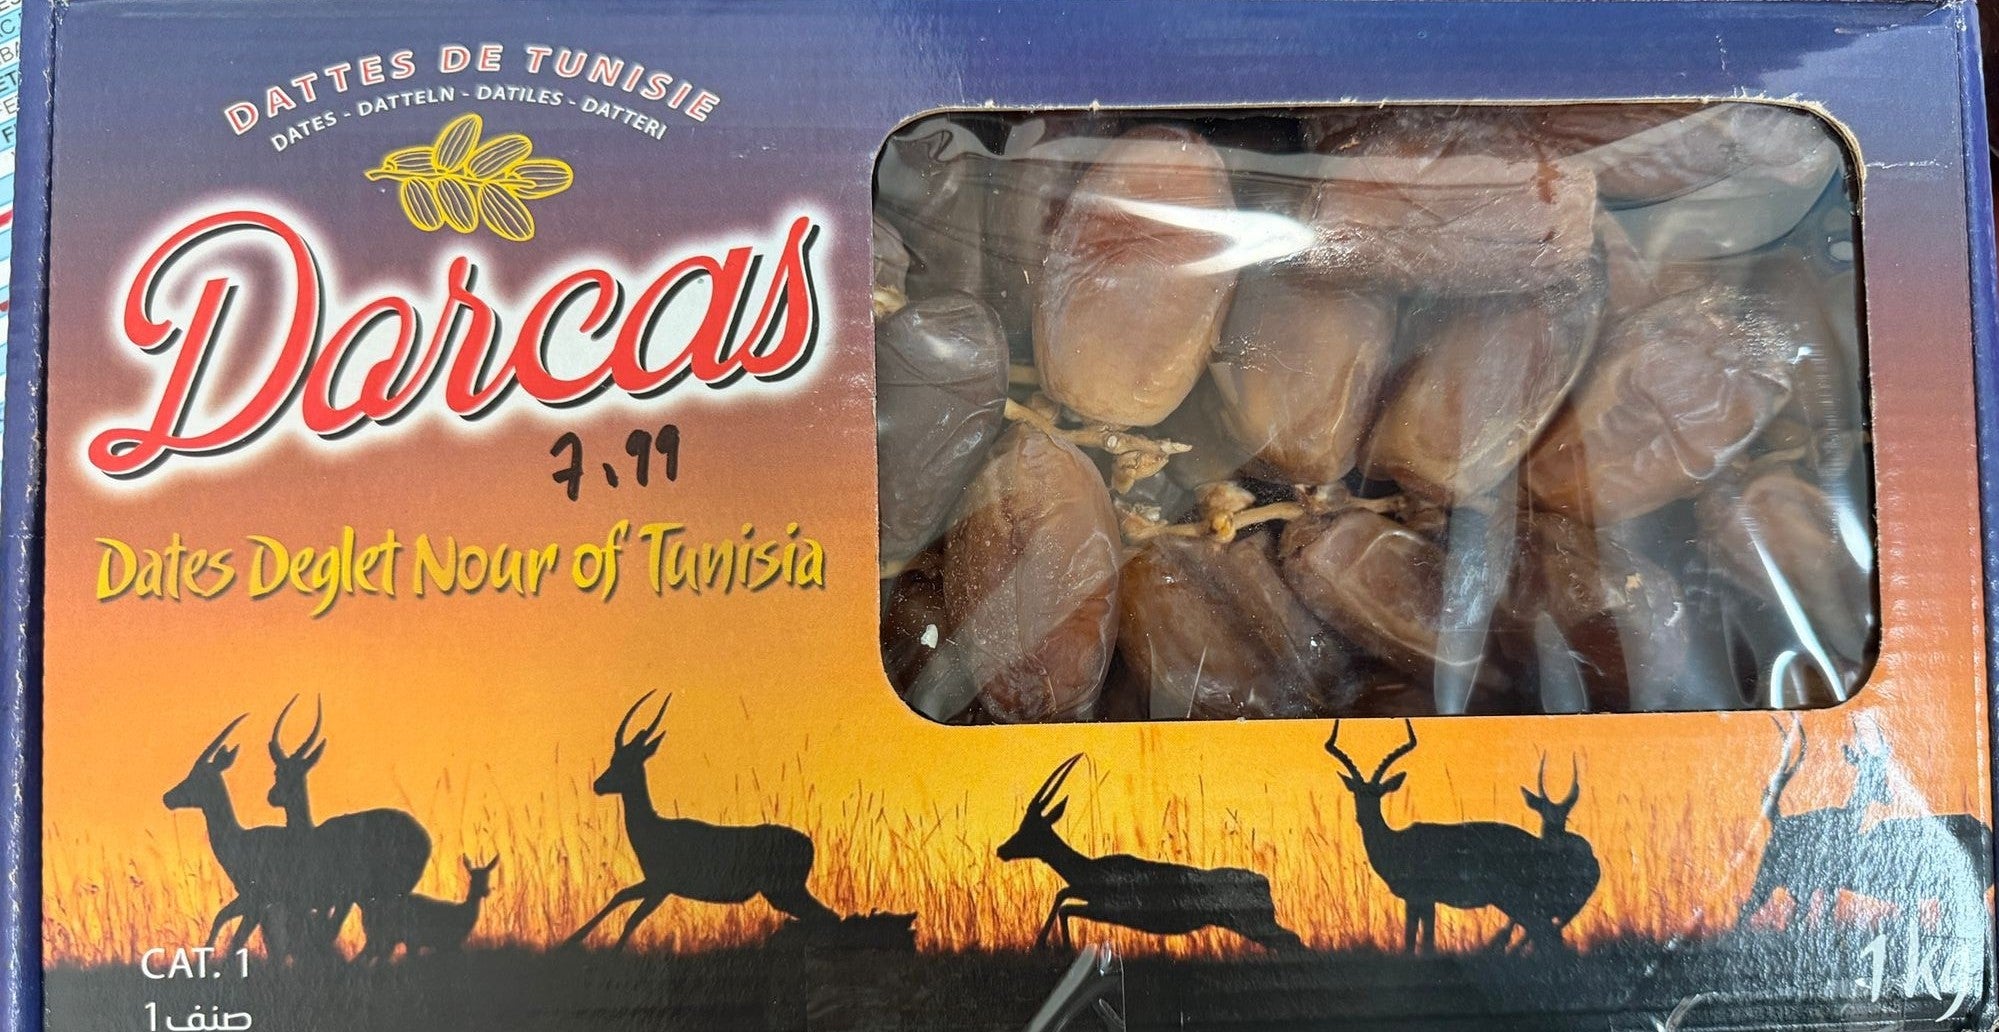 DATTES DE TUNISIE
DATES - DATTELN - DATILES - DATTERI
Dorcas
7.99
Dates Deglet Nour of Tunisia
CAT. 1
صنف 1
1 kg